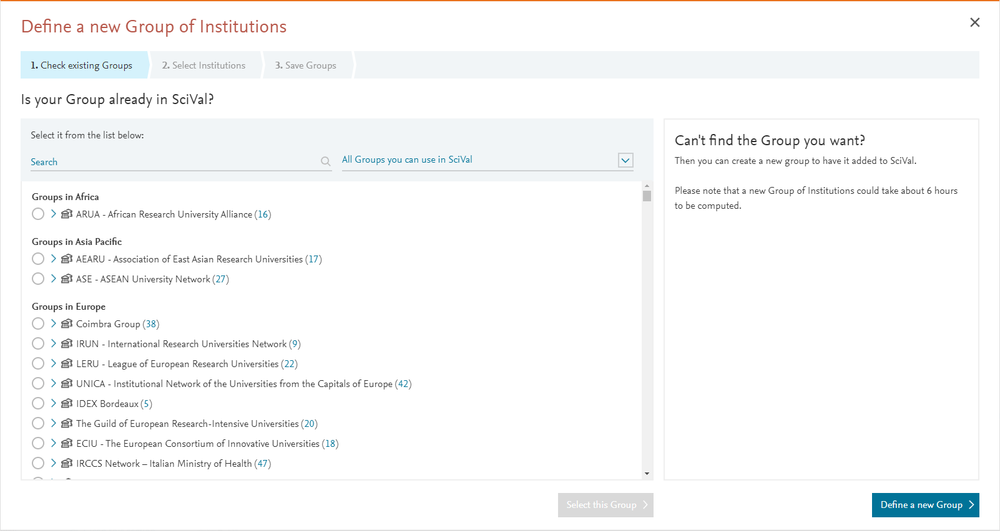 Define a new Group of Institutions
1. Check existing Groups
2. Select Institutions
3. Save Groups
Is your Group already in SciVal?
Select it from the list below:
Search
All Groups you can use in SciVal
Groups in Africa
ARUA - African Research University Alliance (16)
Groups in Asia Pacific
AEARU - Association of East Asian Research Universities (17)
ASE - ASEAN University Network (27)
Groups in Europe
Coimbra Group (38)
IRUN - International Research Universities Network (9)
LERU - League of European Research Universities (22)
UNICA - Institutional Network of the Universities from the Capitals of Europe (42)
IDEX Bordeaux (5)
The Guild of European Research-Intensive Universities (20)
ECIU - The European Consortium of Innovative Universities (18)
IRCCS Network – Italian Ministry of Health (47)
Select this Group
Can't find the Group you want?
Then you can create a new group to have it added to SciVal.
Please note that a new Group of Institutions could take about 6 hours
to be computed.
Define a new Group